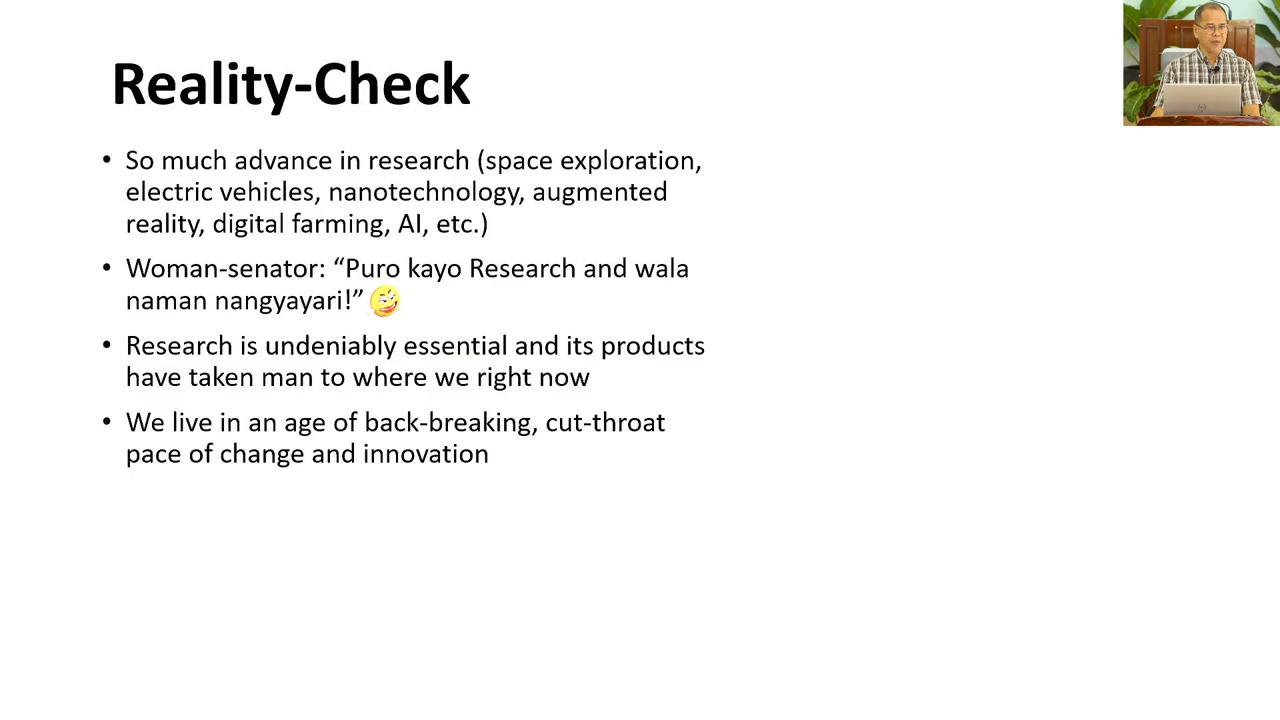 Reality-Check
• So much advance in research (space exploration,
electric vehicles, nanotechnology, augmented
reality, digital farming, AI, etc.)
• Woman-senator: “Puro kayo Research and wala
naman nangyayari!”
• Research is undeniably essential and its products
have taken man to where we right now
• We live in an age of back-breaking, cut-throat
pace of change and innovation